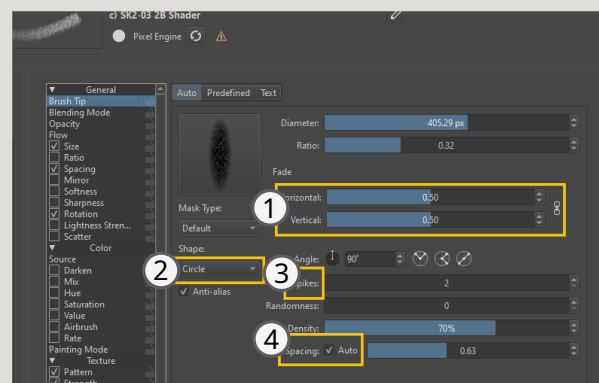 c) SK2-03 2B Shader
Pixel Engine
General
Brush Tip
Blending Mode
Opacity
Flow
Size
Ratio
Spacing
Mirror
Softness
Sharpness
Rotation
Lightness Stren...
Scatter
Color
Source
Darken
Mix
Hue
Saturation
Value
Airbrush
Rate
Painting Mode
Texture
Pattern
Strength
Auto Predefined Text
Diameter: 405.29 px
Ratio: 0.32
Fade
1
Horizontal: 0.50
Vertical: 0.50
Mask Type:
Default
Shape:
2
Circle
Anti-alias
Angle: 90°
3
Spikes: 2
Randomness: 0
Density: 70%
4
Spacing: Auto 0.63